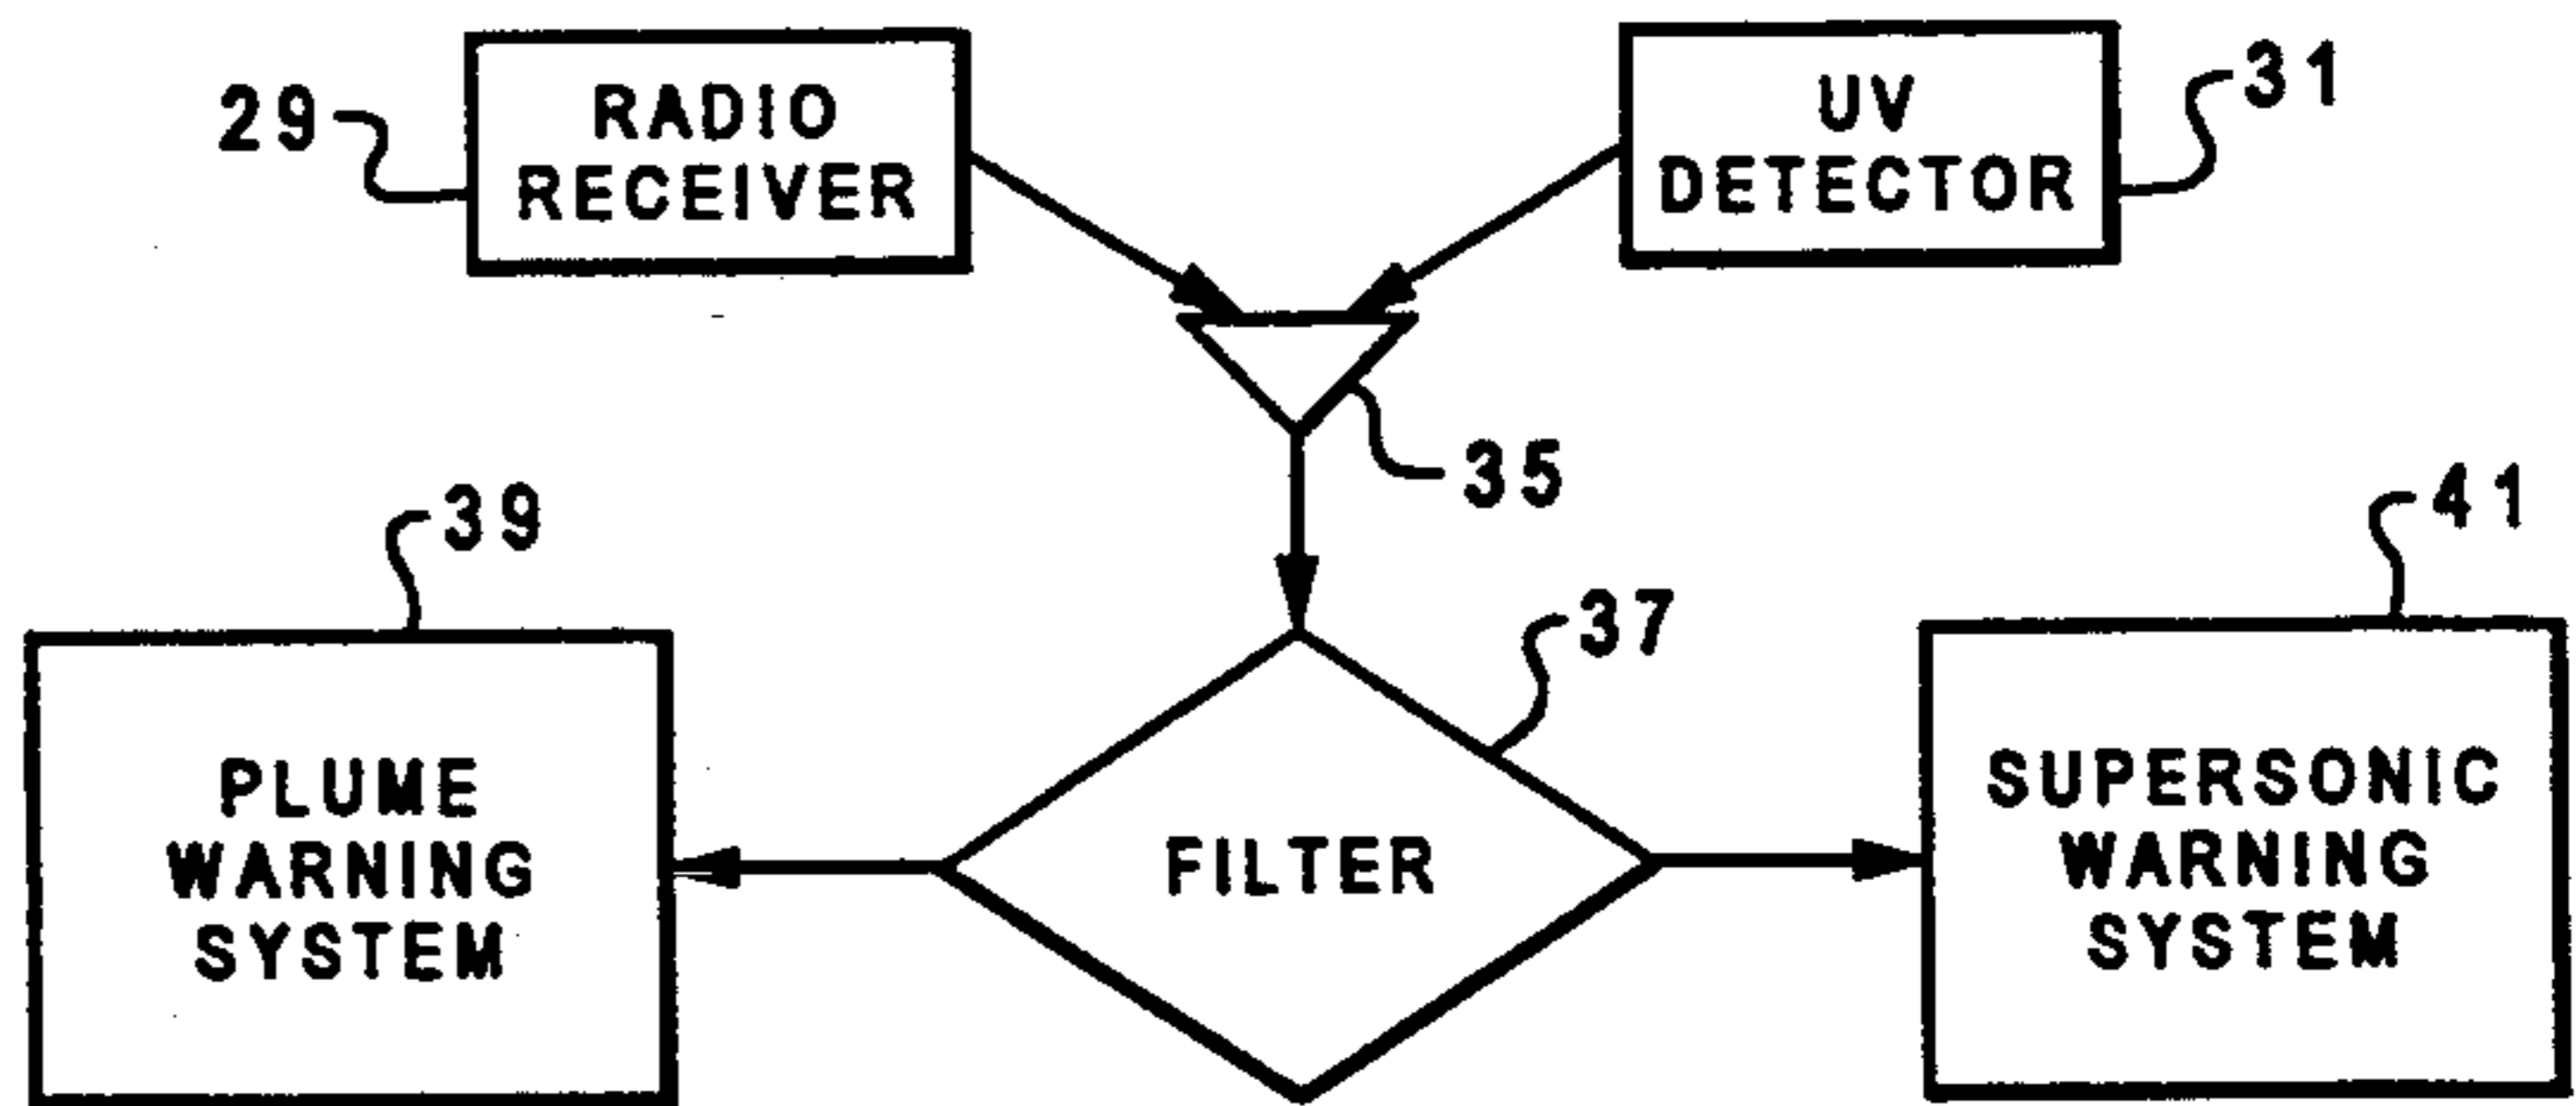 29
RADIO
RECEIVER
UV
DETECTOR
31
35
39
41
37
PLUME
WARNING
SYSTEM
FILTER
SUPERSONIC
WARNING
SYSTEM